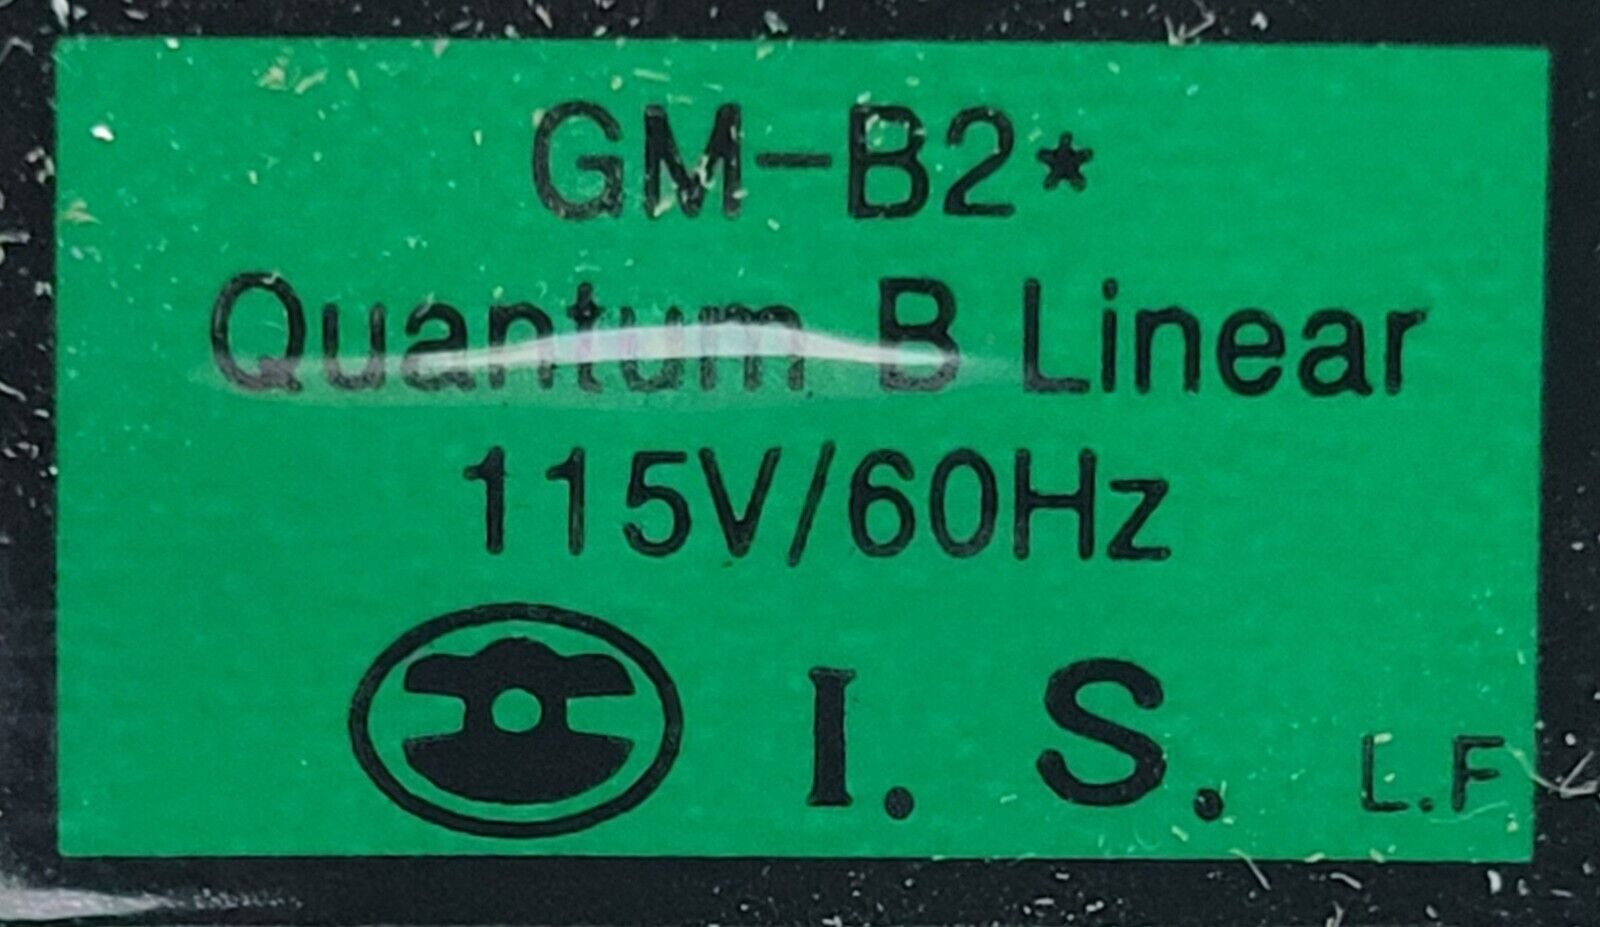 GM-B2*
Quantum B Linear
115V/60Hz
I. S. L.F